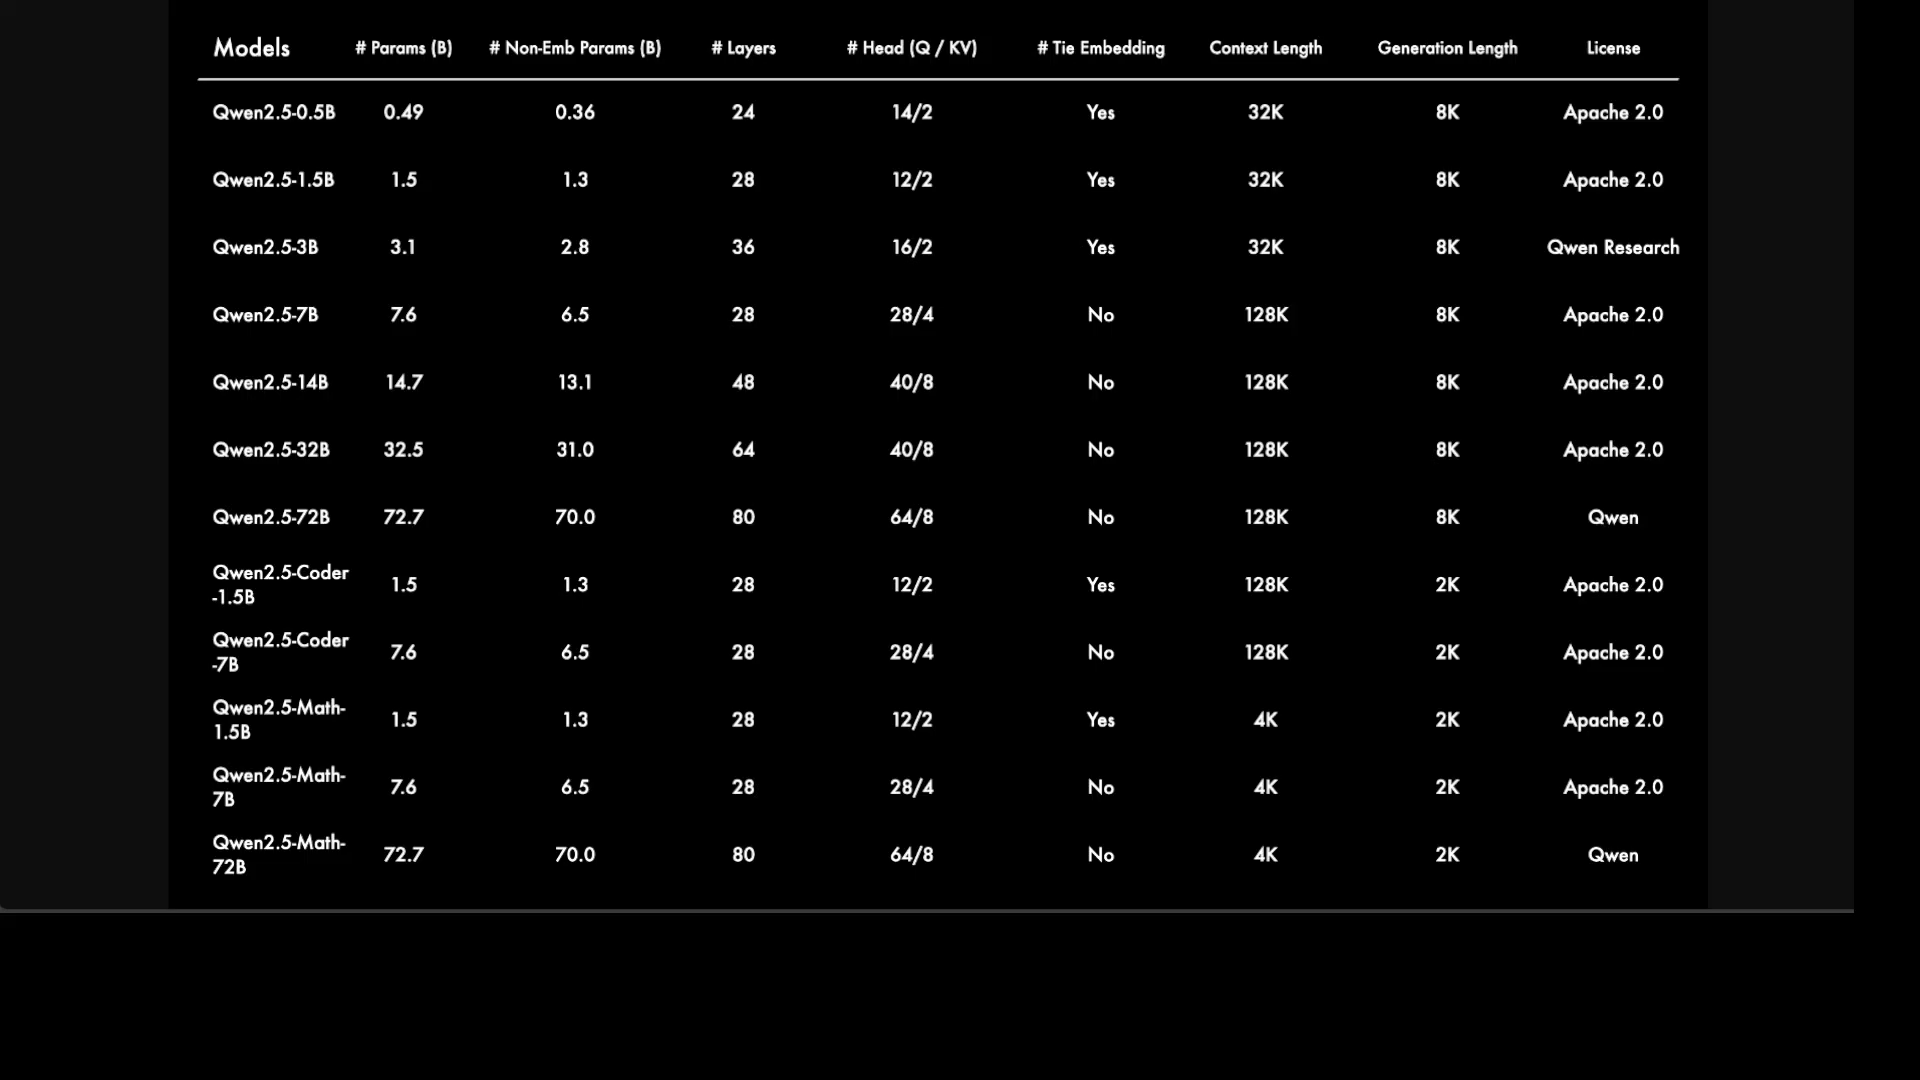 Models # Params (B) # Non-Emb Params (B) # Layers # Head (Q / KV) # Tie Embedding Context Length Generation Length License
Qwen2.5-0.5B 0.49 0.36 24 14/2 Yes 32K 8K Apache 2.0
Qwen2.5-1.5B 1.5 1.3 28 12/2 Yes 32K 8K Apache 2.0
Qwen2.5-3B 3.1 2.8 36 16/2 Yes 32K 8K Qwen Research
Qwen2.5-7B 7.6 6.5 28 28/4 No 128K 8K Apache 2.0
Qwen2.5-14B 14.7 13.1 48 40/8 No 128K 8K Apache 2.0
Qwen2.5-32B 32.5 31.0 64 40/8 No 128K 8K Apache 2.0
Qwen2.5-72B 72.7 70.0 80 64/8 No 128K 8K Qwen
Qwen2.5-Coder
-1.5B 1.5 1.3 28 12/2 Yes 128K 2K Apache 2.0
Qwen2.5-Coder
-7B 7.6 6.5 28 28/4 No 128K 2K Apache 2.0
Qwen2.5-Math-
1.5B 1.5 1.3 28 12/2 Yes 4K 2K Apache 2.0
Qwen2.5-Math-
7B 7.6 6.5 28 28/4 No 4K 2K Apache 2.0
Qwen2.5-Math-
72B 72.7 70.0 80 64/8 No 4K 2K Qwen